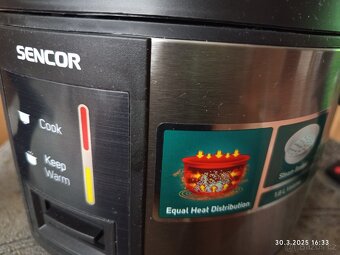 SENCOR
Cook
Keep
Warm
Equal Heat Distribution
30.3.2025 16:33